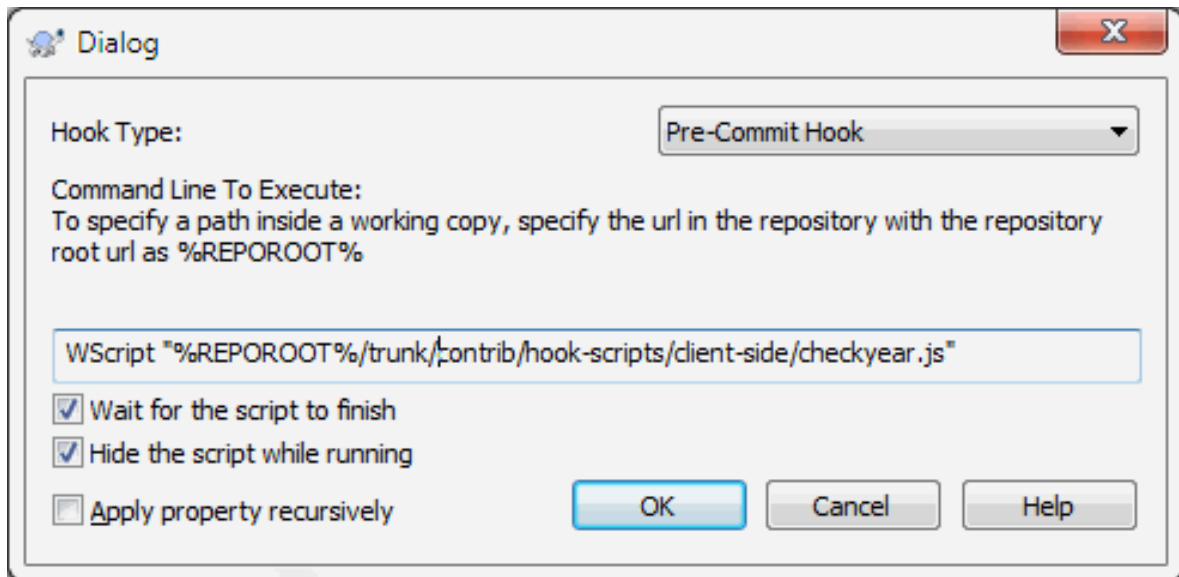 Dialog
Hook Type:
Pre-Commit Hook
Command Line To Execute:
To specify a path inside a working copy, specify the url in the repository with the repository
root url as %REPOROOT%
WScript "%REPOROOT%/trunk/contrib/hook-scripts/client-side/checkyear.js"
Wait for the script to finish
Hide the script while running
Apply property recursively
OK
Cancel
Help